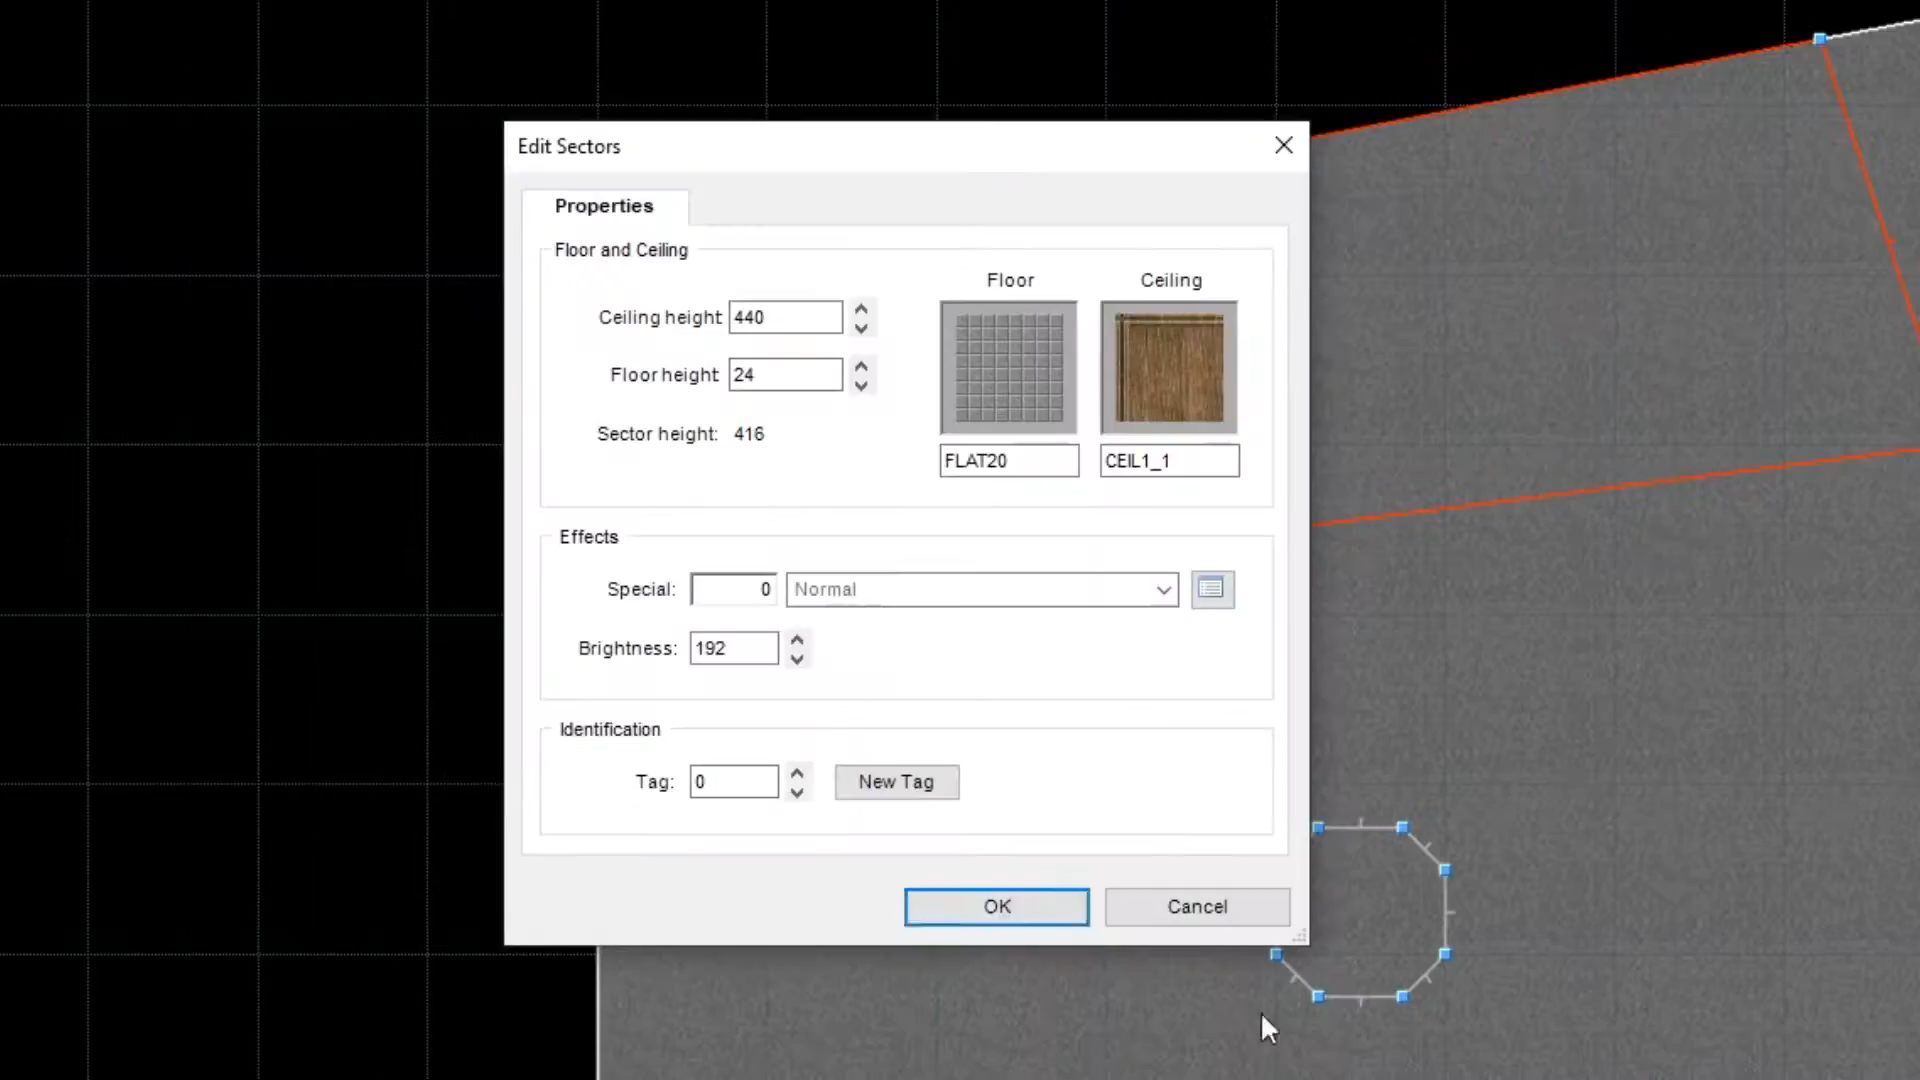 Edit Sectors
Properties
Floor and Ceiling
Floor
Ceiling
Ceiling height
440
Floor height
24
Sector height:
416
FLAT20
CEIL1_1
Effects
Special:
0
Normal
Brightness:
192
Identification
Tag:
0
New Tag
OK
Cancel